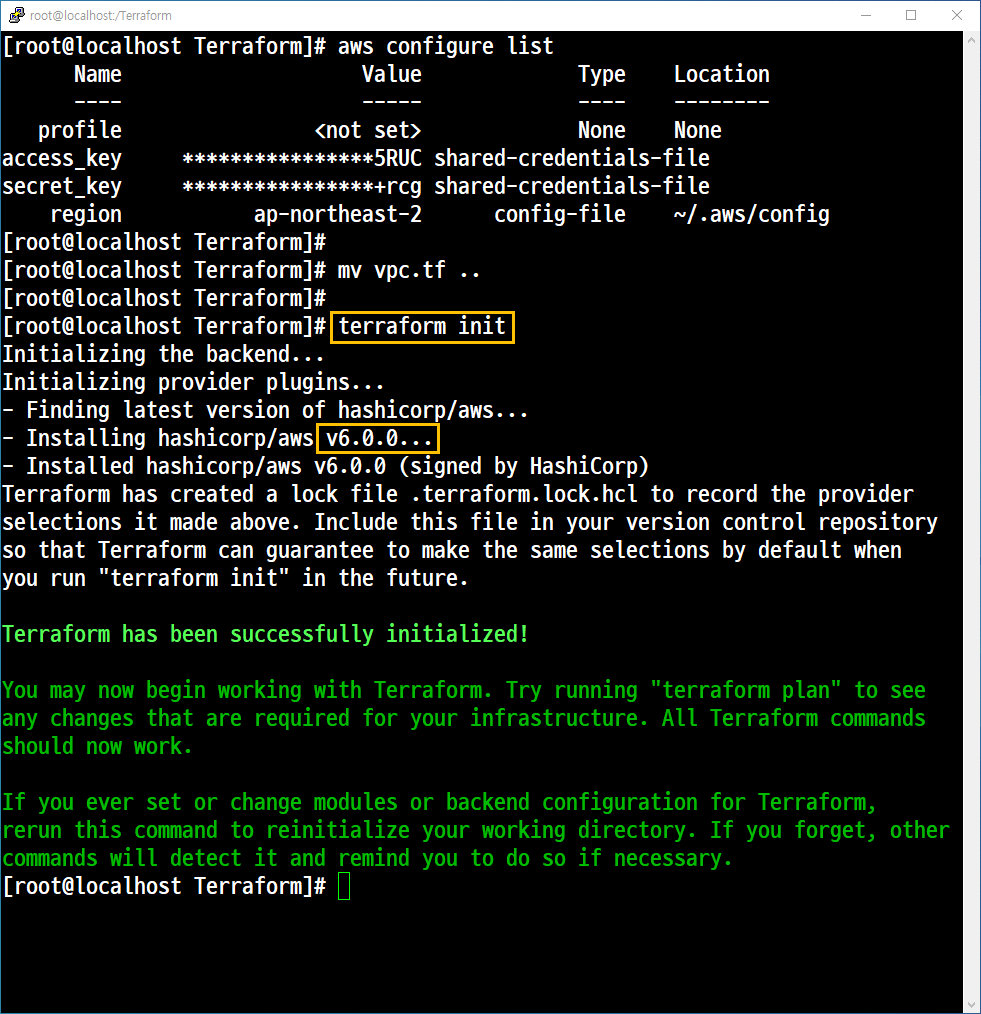 root@localhost:/Terraform
[root@localhost Terraform]# aws configure list
      Name                    Value             Type    Location
      ----                    -----             ----    --------
   profile                <not set>             None    None
access_key     ****************5RUC shared-credentials-file
secret_key     ****************+rcg shared-credentials-file
    region           ap-northeast-2      config-file    ~/.aws/config
[root@localhost Terraform]#
[root@localhost Terraform]# mv vpc.tf ..
[root@localhost Terraform]#
[root@localhost Terraform]# terraform init
Initializing the backend...
Initializing provider plugins...
- Finding latest version of hashicorp/aws...
- Installing hashicorp/aws v6.0.0...
- Installed hashicorp/aws v6.0.0 (signed by HashiCorp)
Terraform has created a lock file .terraform.lock.hcl to record the provider
selections it made above. Include this file in your version control repository
so that Terraform can guarantee to make the same selections by default when
you run "terraform init" in the future.
Terraform has been successfully initialized!
You may now begin working with Terraform. Try running "terraform plan" to see
any changes that are required for your infrastructure. All Terraform commands
should now work.
If you ever set or change modules or backend configuration for Terraform,
rerun this command to reinitialize your working directory. If you forget, other
commands will detect it and remind you to do so if necessary.
[root@localhost Terraform]#